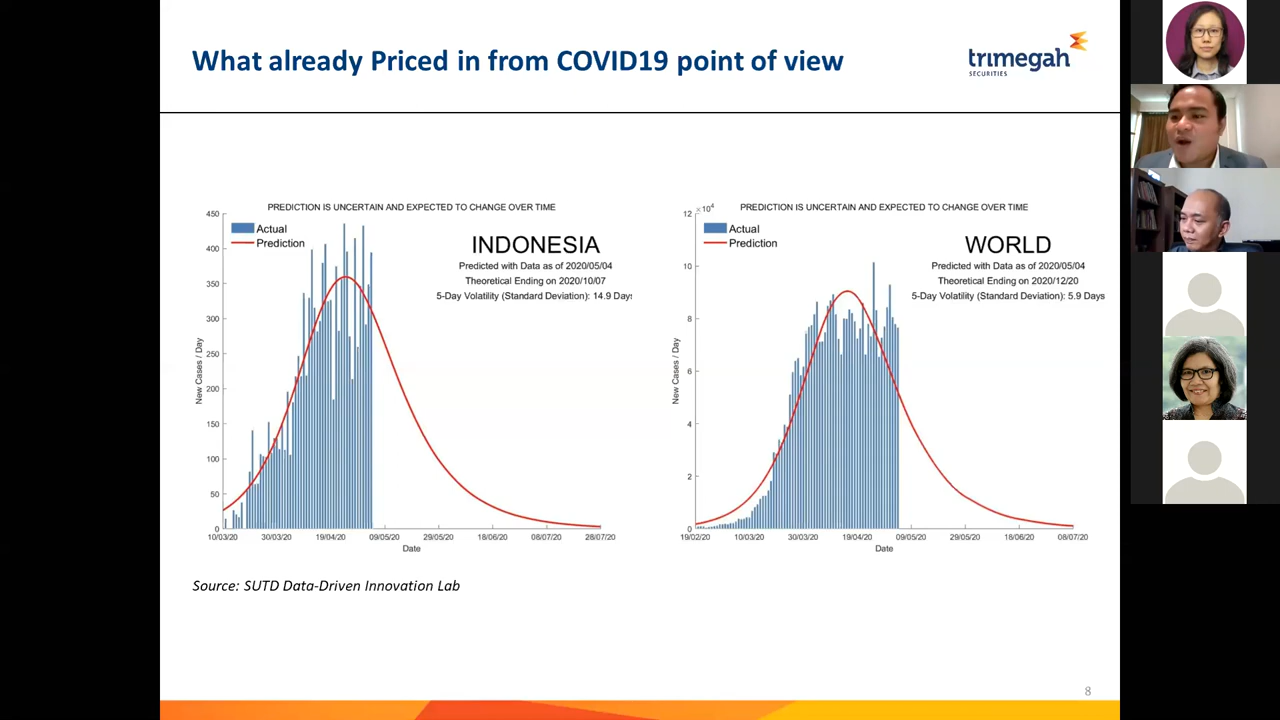 What already Priced in from COVID19 point of view
trimegah
SECURITIES
PREDICTION IS UNCERTAIN AND EXPECTED TO CHANGE OVER TIME
Actual
Prediction
INDONESIA
Predicted with Data as of 2020/05/04
Theoretical Ending on 2020/10/07
5-Day Volatility (Standard Deviation): 14.9 Days
New Cases / Day
450
400
350
300
250
200
150
100
50
0
10/03/20 30/03/20 19/04/20 09/05/20 29/05/20 18/06/20 08/07/20 28/07/20
Date
PREDICTION IS UNCERTAIN AND EXPECTED TO CHANGE OVER TIME
×10⁴
Actual
Prediction
WORLD
Predicted with Data as of 2020/05/04
Theoretical Ending on 2020/12/20
5-Day Volatility (Standard Deviation): 5.9 Days
New Cases / Day
12
10
8
6
4
2
0
19/02/20 10/03/20 30/03/20 19/04/20 09/05/20 29/05/20 18/06/20 08/07/20
Date
Source: SUTD Data-Driven Innovation Lab
8